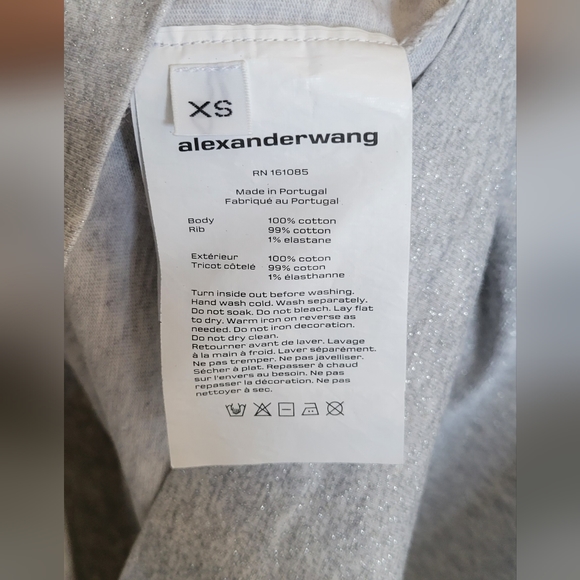 XS
alexanderwang
RN 161085
Made in Portugal
Fabriqué au Portugal
Body 100% cotton
Rib 99% cotton
1% elastane
Extérieur 100% coton
Tricot côtelé 99% coton
1% élasthanne
Turn inside out before washing.
Hand wash cold. Wash separately.
Do not soak. Do not bleach. Lay flat
to dry. Warm iron on reverse as
needed. Do not iron decoration.
Do not dry clean.
Retourner avant de laver. Lavage
à la main à froid. Laver séparément.
Ne pas tremper. Ne pas javelliser.
Sécher à plat. Repasser à chaud
sur l'envers au besoin. Ne pas
repasser la décoration. Ne pas
nettoyer à sec.